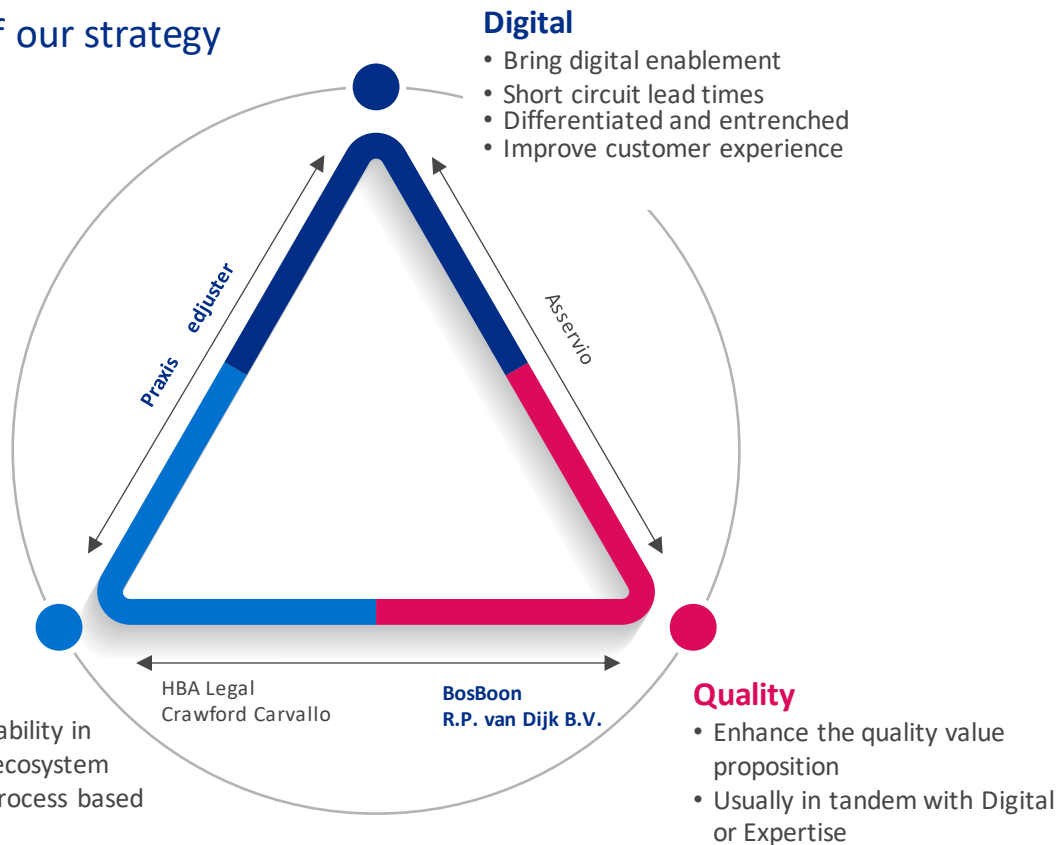 our strategy
Digital
• Bring digital enablement
• Short circuit lead times
• Differentiated and entrenched
• Improve customer experience
edjuster
Praxis
Asservio
HBA Legal
Crawford Carvallo
BosBoon
R.P. van Dijk B.V.
Quality
• Enhance the quality value
proposition
• Usually in tandem with Digital
or Expertise
in
ecosystem
based